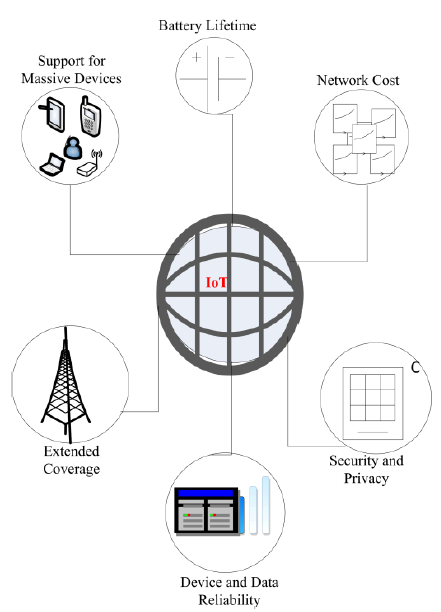 Battery Lifetime
Support for
Massive Devices
Network Cost
IoT
C
Extended
Coverage
Security and
Privacy
Device and Data
Reliability